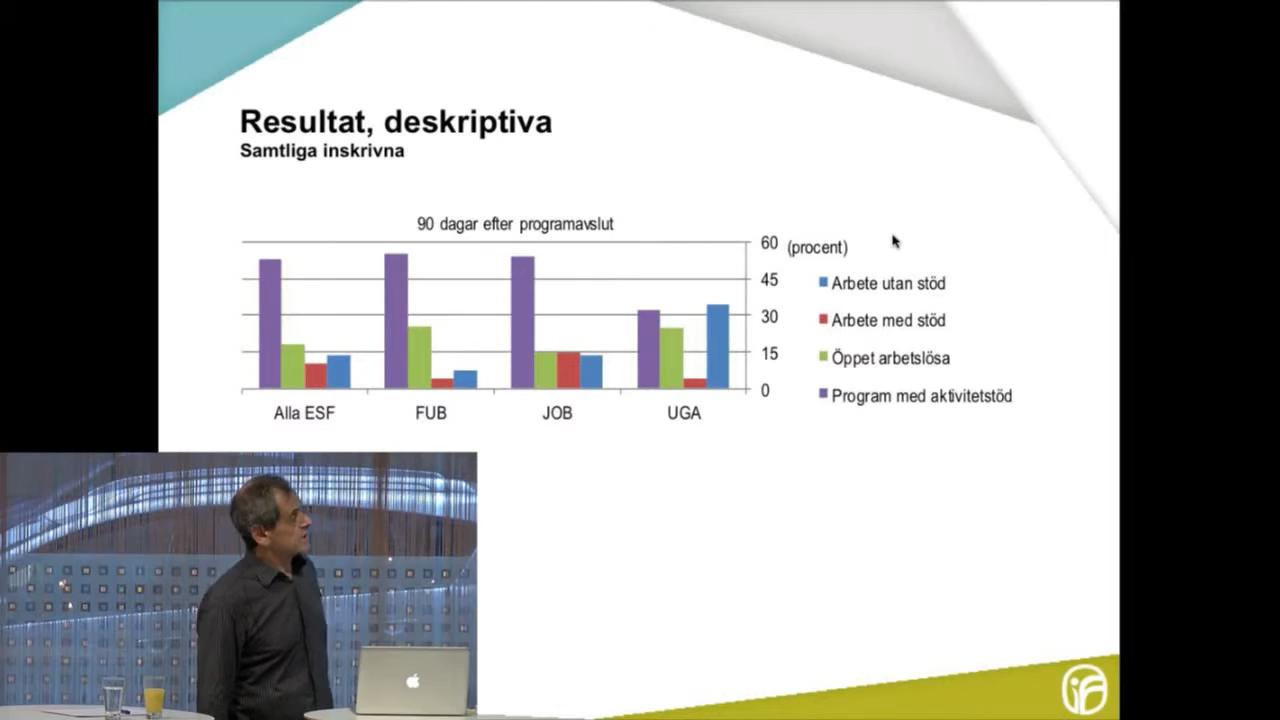 Resultat, deskriptiva
Samtliga inskrivna
90 dagar efter programavslut
60 (procent)
45
30
15
0
Arbete utan stöd
Arbete med stöd
Öppet arbetslösa
Program med aktivitetstöd
Alla ESF
FUB
JOB
UGA